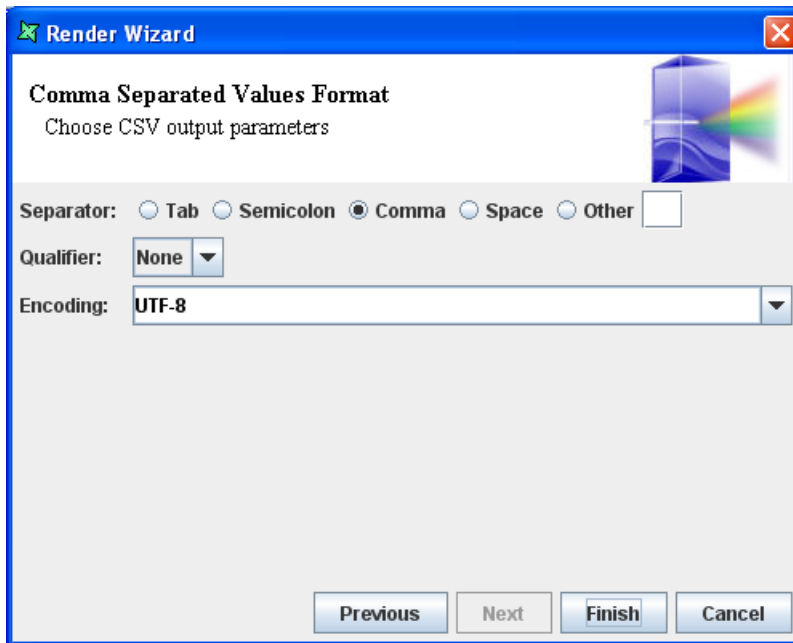 Render Wizard
Comma Separated Values Format
Choose CSV output parameters
Separator: Tab Semicolon Comma Space Other
Qualifier: None
Encoding: UTF-8
Previous Next Finish Cancel